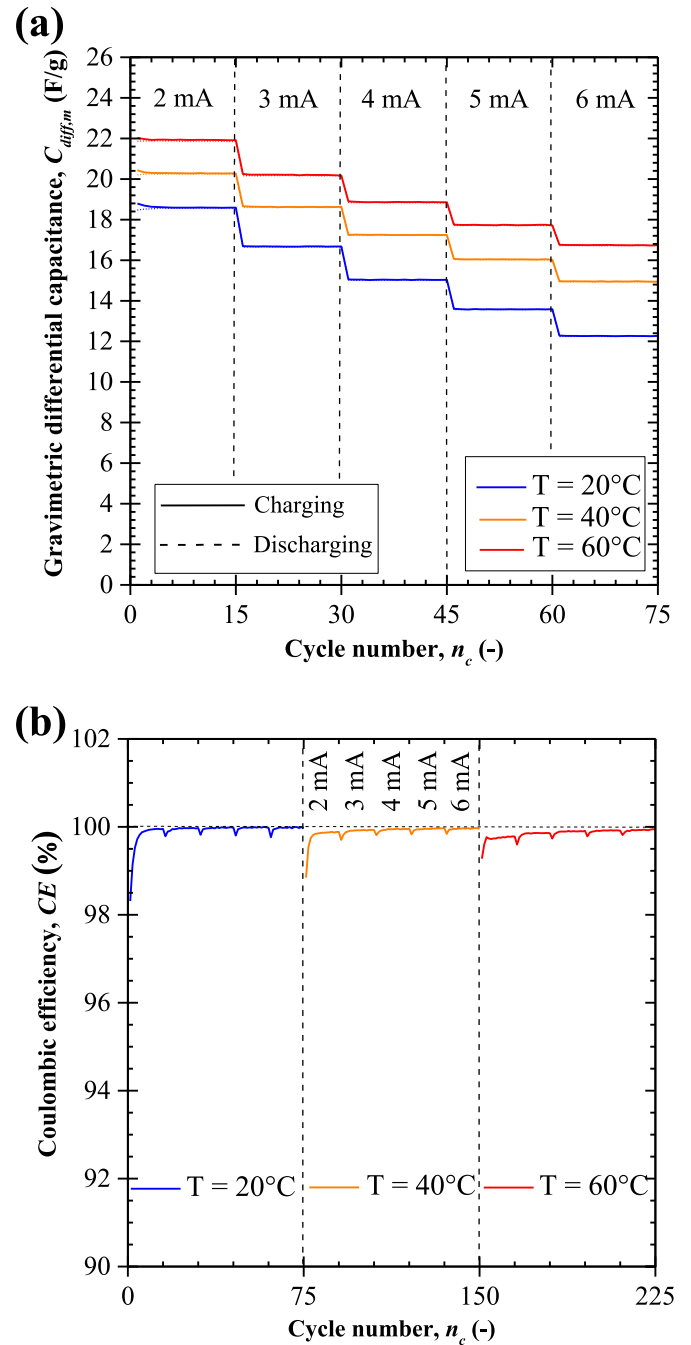 (a)
Gravimetric differential capacitance, C_diff,m (F/g)
26
24
22
20
18
16
14
12
10
8
6
4
2
0
2 mA 3 mA 4 mA 5 mA 6 mA
Charging
Discharging
T = 20°C
T = 40°C
T = 60°C
0 15 30 45 60 75
Cycle number, n_c (-)
(b)
Coulombic efficiency, CE (%)
102
100
98
96
94
92
90
2 mA
3 mA
4 mA
5 mA
6 mA
T = 20°C T = 40°C T = 60°C
0 75 150 225
Cycle number, n_c (-)